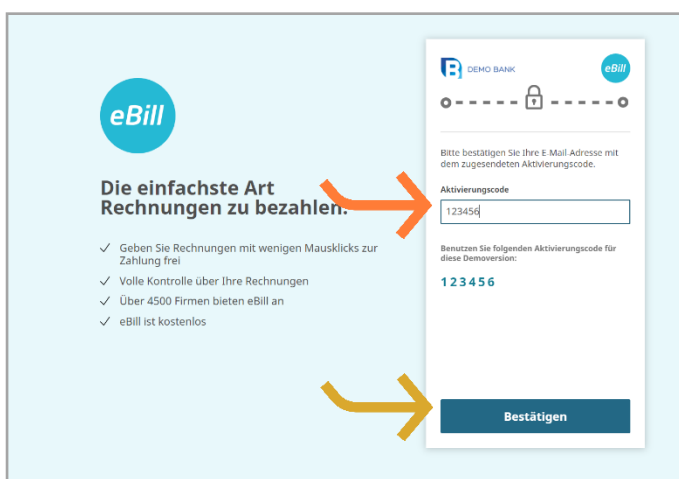 eBill
Die einfachste Art
Rechnungen zu bezahlen.
Geben Sie Rechnungen mit wenigen Mausklicks zur
Zahlung frei
Volle Kontrolle über Ihre Rechnungen
Über 4500 Firmen bieten eBill an
eBill ist kostenlos
B DEMO BANK
eBill
Bitte bestätigen Sie Ihre E-Mail-Adresse mit
dem zugesendeten Aktivierungscode.
Aktivierungscode
123456
Benutzen Sie folgenden Aktivierungscode für
diese Demoversion:
123456
Bestätigen